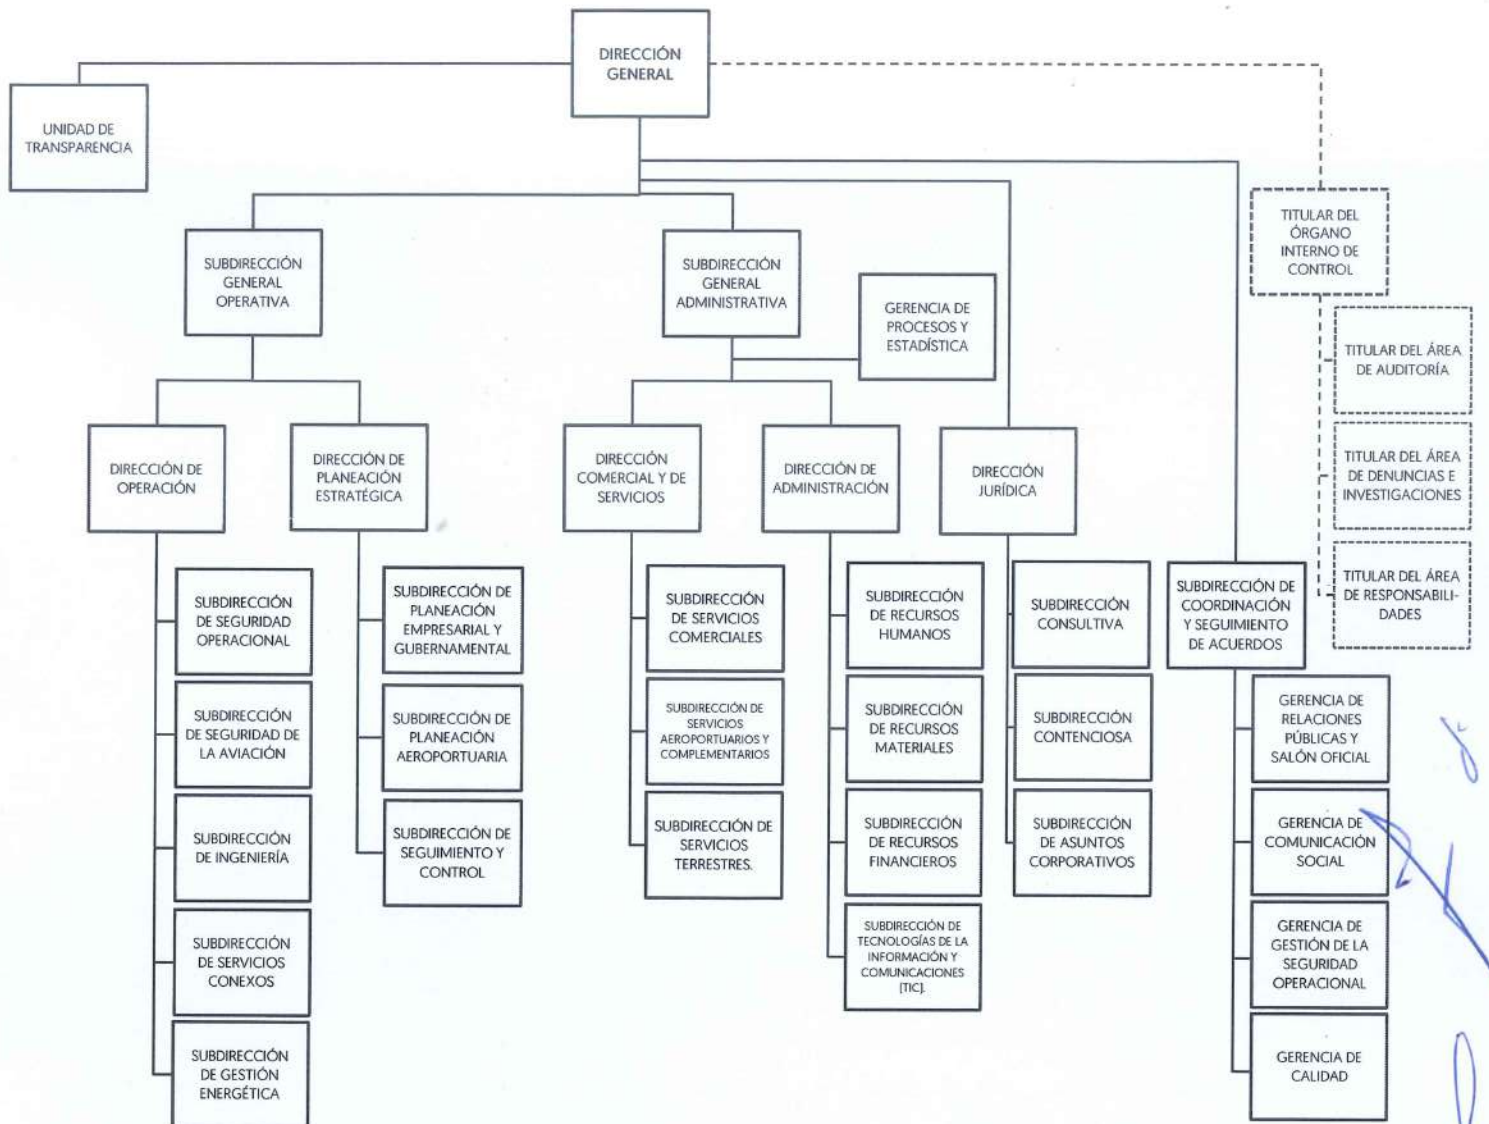 DIRECCIÓN
GENERAL
UNIDAD DE
TRANSPARENCIA
TITULAR DEL
ÓRGANO
INTERNO DE
CONTROL
SUBDIRECCIÓN
GENERAL
OPERATIVA
SUBDIRECCIÓN
GENERAL
ADMINISTRATIVA
GERENCIA DE
PROCESOS Y
ESTADÍSTICA
TITULAR DEL ÁREA
DE AUDITORÍA
TITULAR DEL ÁREA
DE DENUNCIAS E
INVESTIGACIONES
TITULAR DEL ÁREA
DE RESPONSABILI-
DADES
DIRECCIÓN DE
OPERACIÓN
DIRECCIÓN DE
PLANEACIÓN
ESTRATÉGICA
DIRECCIÓN
COMERCIAL Y DE
SERVICIOS
DIRECCIÓN DE
ADMINISTRACIÓN
DIRECCIÓN
JURÍDICA
SUBDIRECCIÓN
DE SEGURIDAD
OPERACIONAL
SUBDIRECCIÓN
DE SEGURIDAD DE
LA AVIACIÓN
SUBDIRECCIÓN
DE INGENIERÍA
SUBDIRECCIÓN
DE SERVICIOS
CONEXOS
SUBDIRECCIÓN
DE GESTIÓN
ENERGÉTICA
SUBDIRECCIÓN DE
PLANEACIÓN
EMPRESARIAL Y
GUBERNAMENTAL
SUBDIRECCIÓN DE
PLANEACIÓN
AEROPORTUARIA
SUBDIRECCIÓN DE
SEGUIMIENTO Y
CONTROL
SUBDIRECCIÓN
DE SERVICIOS
COMERCIALES
SUBDIRECCIÓN DE
SERVICIOS
AEROPORTUARIOS Y
COMPLEMENTARIOS
SUBDIRECCIÓN DE
SERVICIOS
TERRESTRES.
SUBDIRECCIÓN
DE RECURSOS
HUMANOS
SUBDIRECCIÓN
DE RECURSOS
MATERIALES
SUBDIRECCIÓN
DE RECURSOS
FINANCIEROS
SUBDIRECCIÓN DE
TECNOLOGÍAS DE LA
INFORMACIÓN Y
COMUNICACIONES
[TIC].
SUBDIRECCIÓN
CONSULTIVA
SUBDIRECCIÓN
CONTENCIOSA
SUBDIRECCIÓN
DE ASUNTOS
CORPORATIVOS
SUBDIRECCIÓN DE
COORDINACIÓN
Y SEGUIMIENTO
DE ACUERDOS
GERENCIA DE
RELACIONES
PÚBLICAS Y
SALÓN OFICIAL
GERENCIA DE
COMUNICACIÓN
SOCIAL
GERENCIA DE
GESTIÓN DE LA
SEGURIDAD
OPERACIONAL
GERENCIA DE
CALIDAD